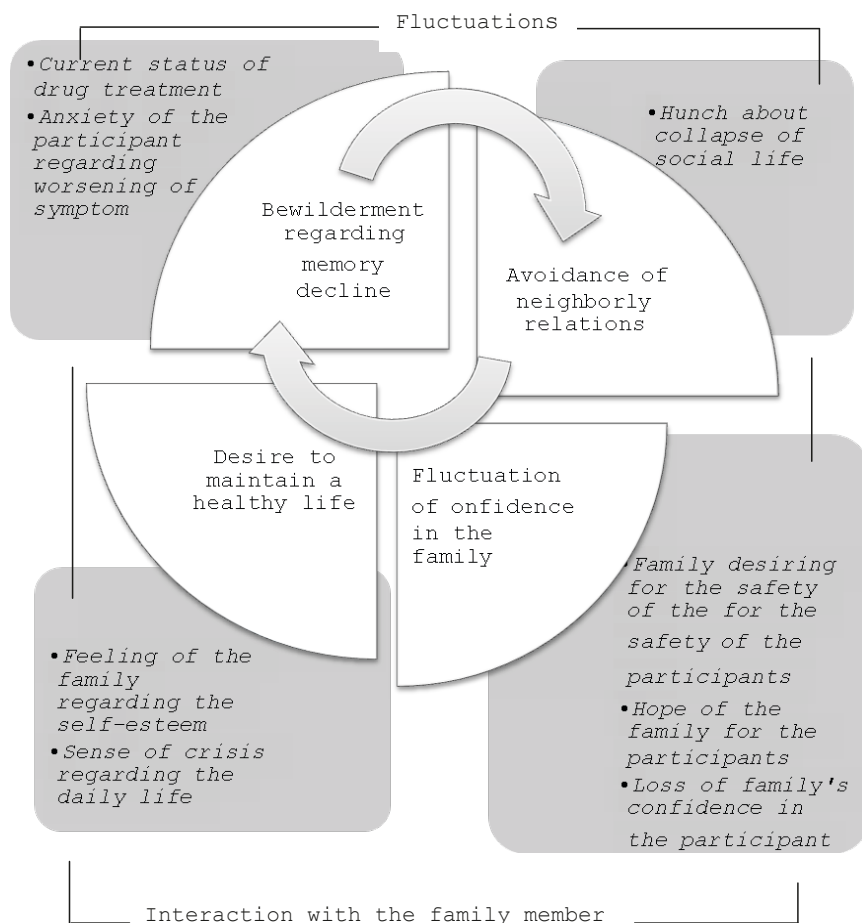 Fluctuations
•Current status of
drug treatment
•Anxiety of the
participant
regarding
worsening of
symptom
•Hunch about
collapse of
social life
Bewilderment
regarding
memory
decline
Avoidance of
neighborly
relations
Desire to
maintain a
healthy life
Fluctuation
of onfidence
in the
family
•Feeling of the
family
regarding the
self-esteem
•Sense of crisis
regarding the
daily life
•Family desiring
for the safety
of the for the
safety of the
participants
•Hope of the
family for the
participants
•Loss of family's
confidence in
the participant
Interaction with the family member